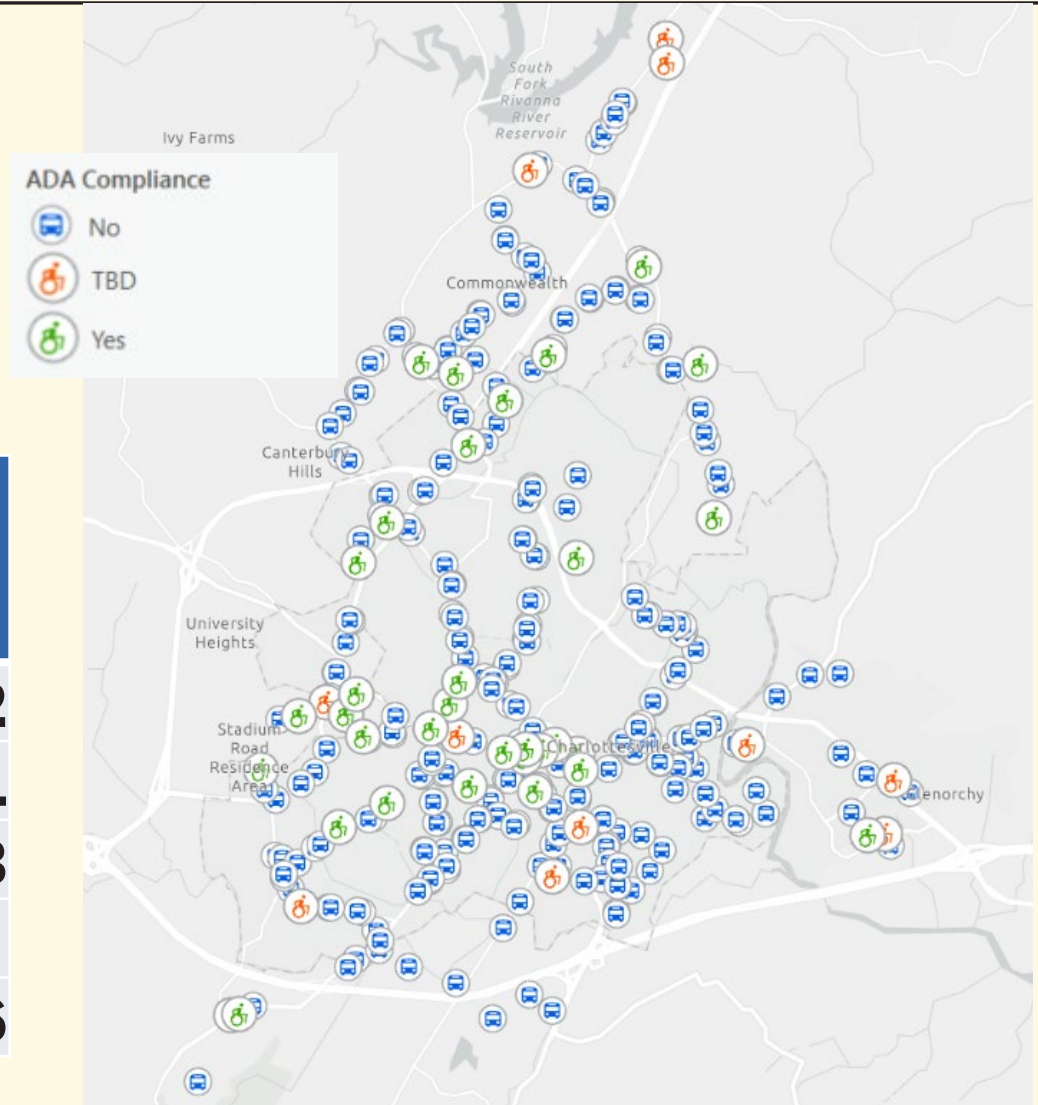 South
Fork
Rivanna
River
Reservoir
Ivy Farms
ADA Compliance
No
TBD
Yes
Commonwealth
Canterbury
Hills
University
Heights
Stadium
Road
Residence
Area
Charlottesville